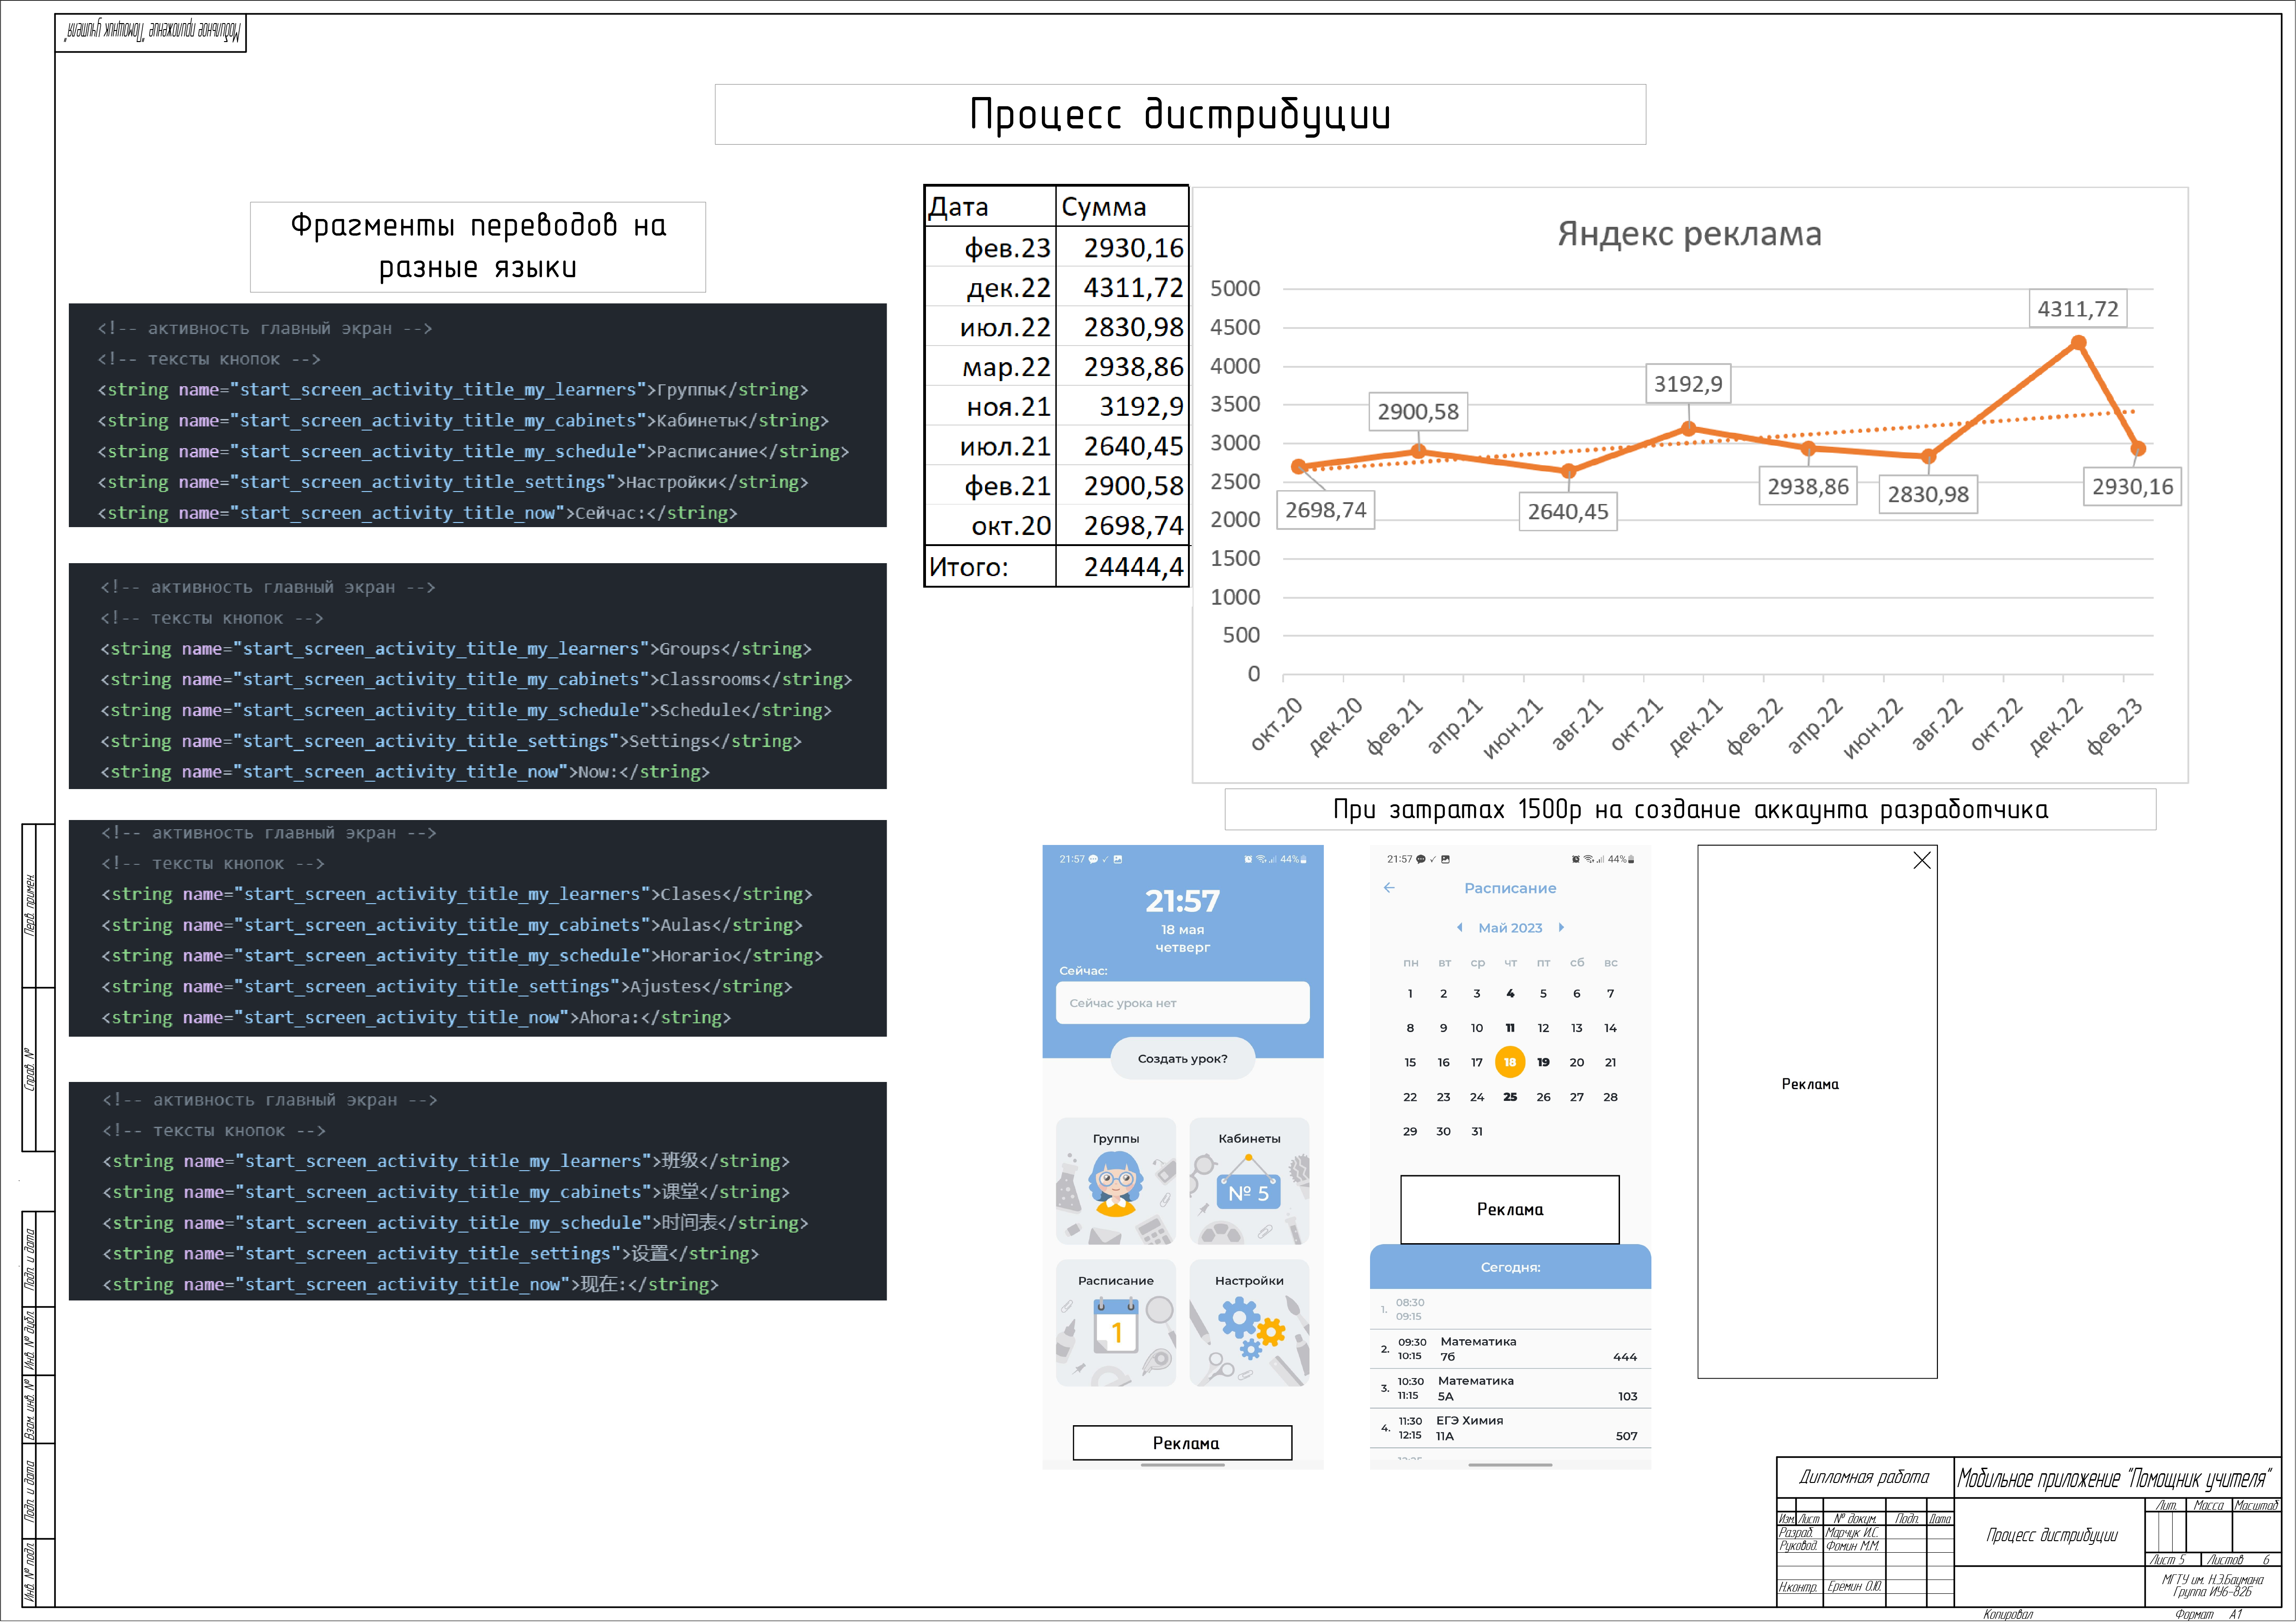 Мобильное приложение "Помощник учителя"
Процесс дистрибуции
Фрагменты переводов на
разные языки
<!-- активность главный экран -->
<!-- тексты кнопок -->
<string name="start_screen_activity_title_my_learners">Группы</string>
<string name="start_screen_activity_title_my_cabinets">Кабинеты</string>
<string name="start_screen_activity_title_my_schedule">Расписание</string>
<string name="start_screen_activity_title_settings">Настройки</string>
<string name="start_screen_activity_title_now">Сейчас:</string>
<!-- активность главный экран -->
<!-- тексты кнопок -->
<string name="start_screen_activity_title_my_learners">Groups</string>
<string name="start_screen_activity_title_my_cabinets">Classrooms</string>
<string name="start_screen_activity_title_my_schedule">Schedule</string>
<string name="start_screen_activity_title_settings">Settings</string>
<string name="start_screen_activity_title_now">Now:</string>
<!-- активность главный экран -->
<!-- тексты кнопок -->
<string name="start_screen_activity_title_my_learners">Clases</string>
<string name="start_screen_activity_title_my_cabinets">Aulas</string>
<string name="start_screen_activity_title_my_schedule">Horario</string>
<string name="start_screen_activity_title_settings">Ajustes</string>
<string name="start_screen_activity_title_now">Ahora:</string>
<!-- активность главный экран -->
<!-- тексты кнопок -->
<string name="start_screen_activity_title_my_learners">班级</string>
<string name="start_screen_activity_title_my_cabinets">课堂</string>
<string name="start_screen_activity_title_my_schedule">时间表</string>
<string name="start_screen_activity_title_settings">设置</string>
<string name="start_screen_activity_title_now">现在:</string>
Дата Сумма
фев.23 2930,16
дек.22 4311,72
июл.22 2830,98
мар.22 2938,86
ноя.21 3192,9
июл.21 2640,45
фев.21 2900,58
окт.20 2698,74
Итого: 24444,4
Яндекс реклама
5000
4500
4000
3500
3000
2500
2000
1500
1000
500
0
2698,74
2900,58
2640,45
3192,9
2938,86
2830,98
4311,72
2930,16
окт.20 дек.20 фев.21 апр.21 июн.21 авг.21 окт.21 дек.21 фев.22 апр.22 июн.22 авг.22 окт.22 дек.22 фев.23
При затратах 1500р на создание аккаунта разработчика
21:57 44%
21:57
18 мая
четверг
Сейчас:
Сейчас урока нет
Создать урок?
Группы Кабинеты
№ 5
Расписание Настройки
1
Реклама
21:57 44%
Расписание
Май 2023
пн вт ср чт пт сб вс
1 2 3 4 5 6 7
8 9 10 11 12 13 14
15 16 17 18 19 20 21
22 23 24 25 26 27 28
29 30 31
Реклама
Сегодня:
1. 08:30
09:15
2. 09:30 Математика
10:15 7б 444
3. 10:30 Математика
11:15 5А 103
4. 11:30 ЕГЭ Химия
12:15 11А 507
Реклама
Перв. примен.
Справ. №
Подп. и дата
Инв. № дубл.
Взам. инв. №
Подп. и дата
Инв. № подл.
Дипломная работа
Мобильное приложение "Помощник учителя"
Изм. Лист № докум. Подп. Дата
Разраб. Марчук И.С.
Руковод. Фомин М.М.
Н.контр. Еремин О.Ю.
Процесс дистрибуции
Лит. Масса Масштаб
Лист 5 Листов 6
МГТУ им. Н.Э.Баумана
Группа ИУ6-82Б
Копировал Формат А1